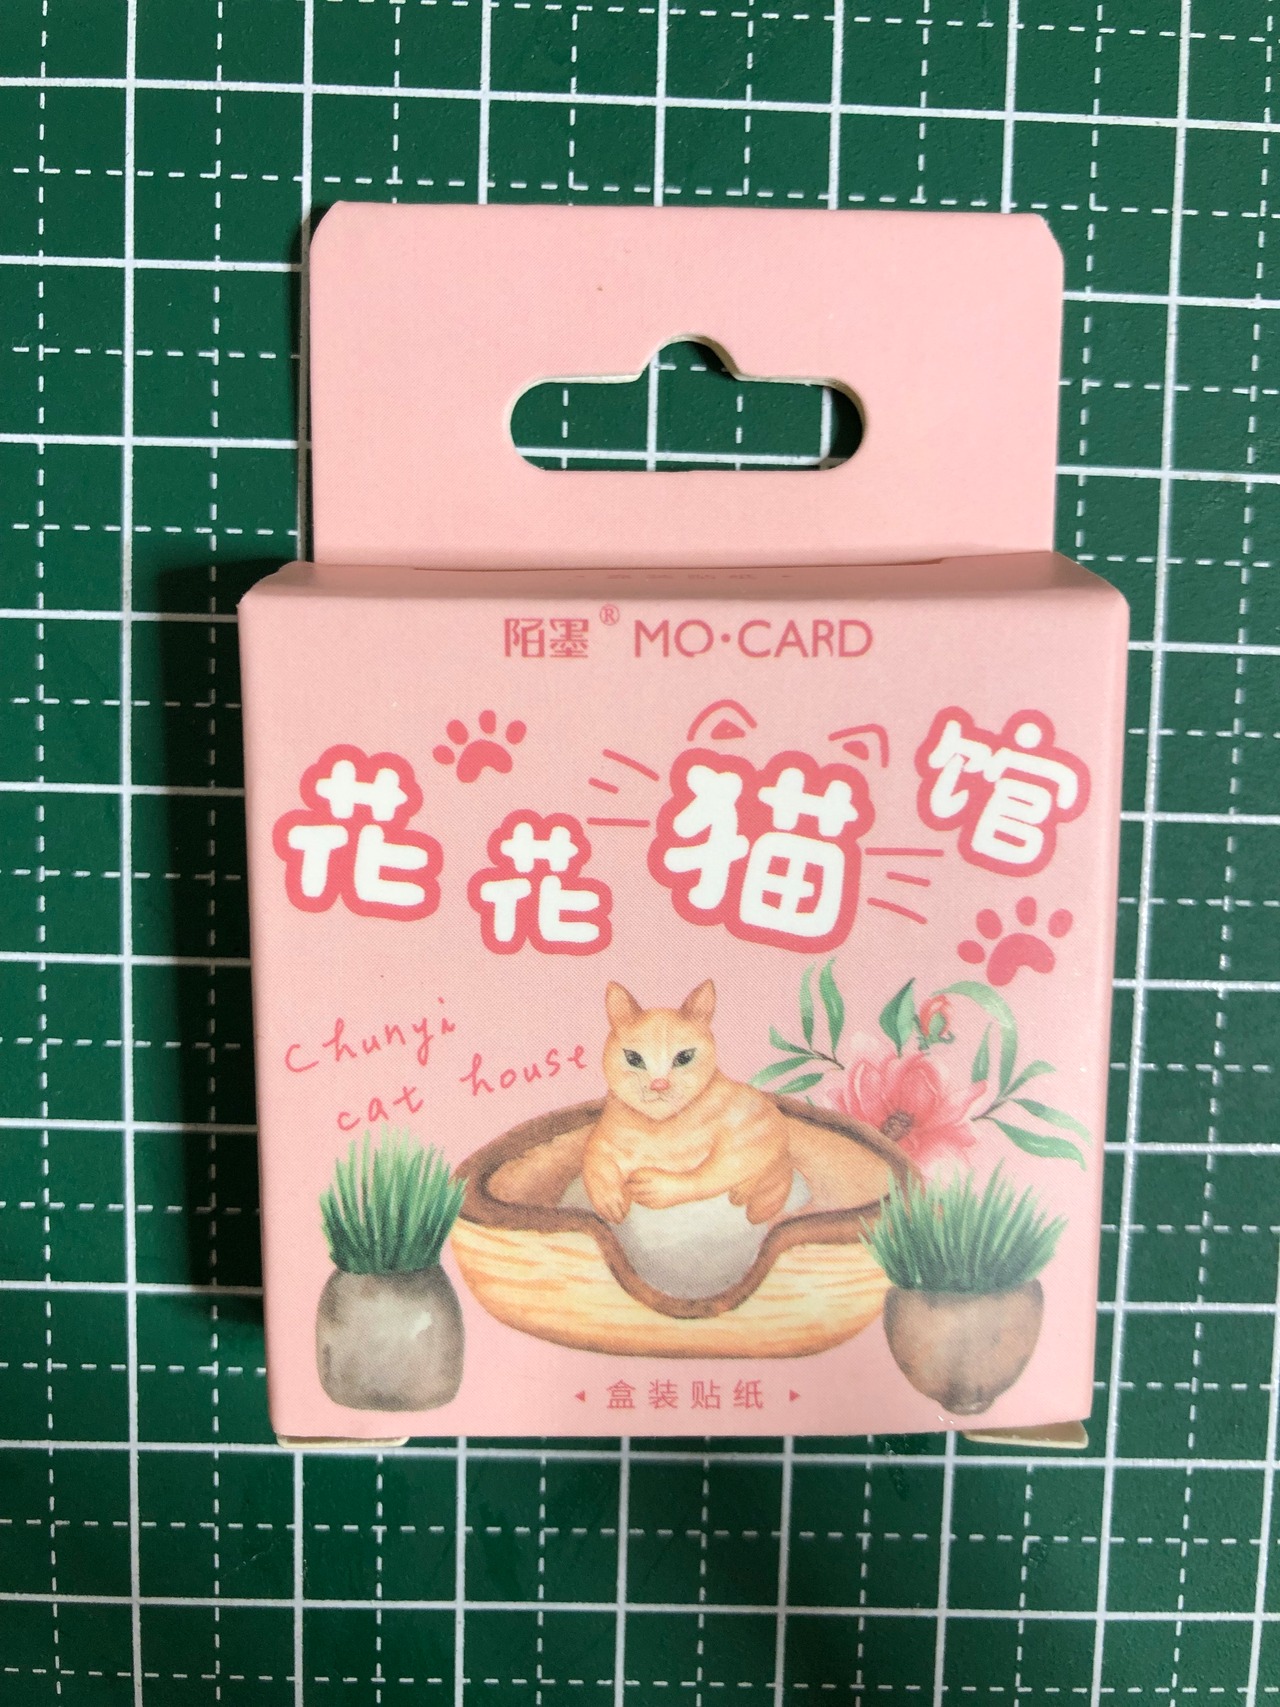 陌墨® MO·CARD
花花猫馆
chunyi
cat house
盒装贴纸